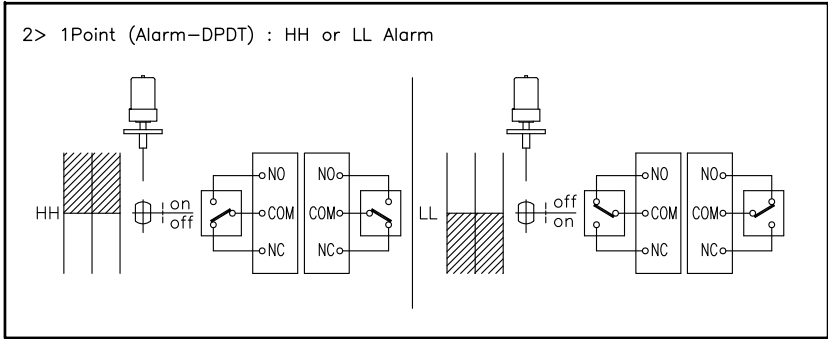 2> 1Point (Alarm-DPDT) : HH or LL Alarm
HH
on
off
NO
COM
NC
NO
COM
NC
LL
off
on
NO
COM
NC
NO
COM
NC